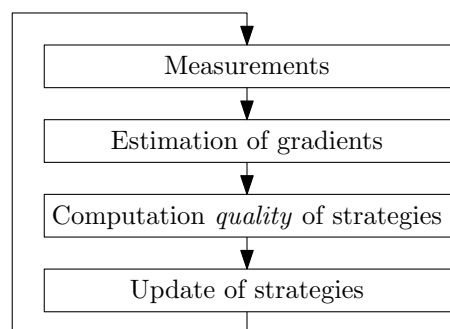 Measurements
Estimation of gradients
Computation quality of strategies
Update of strategies